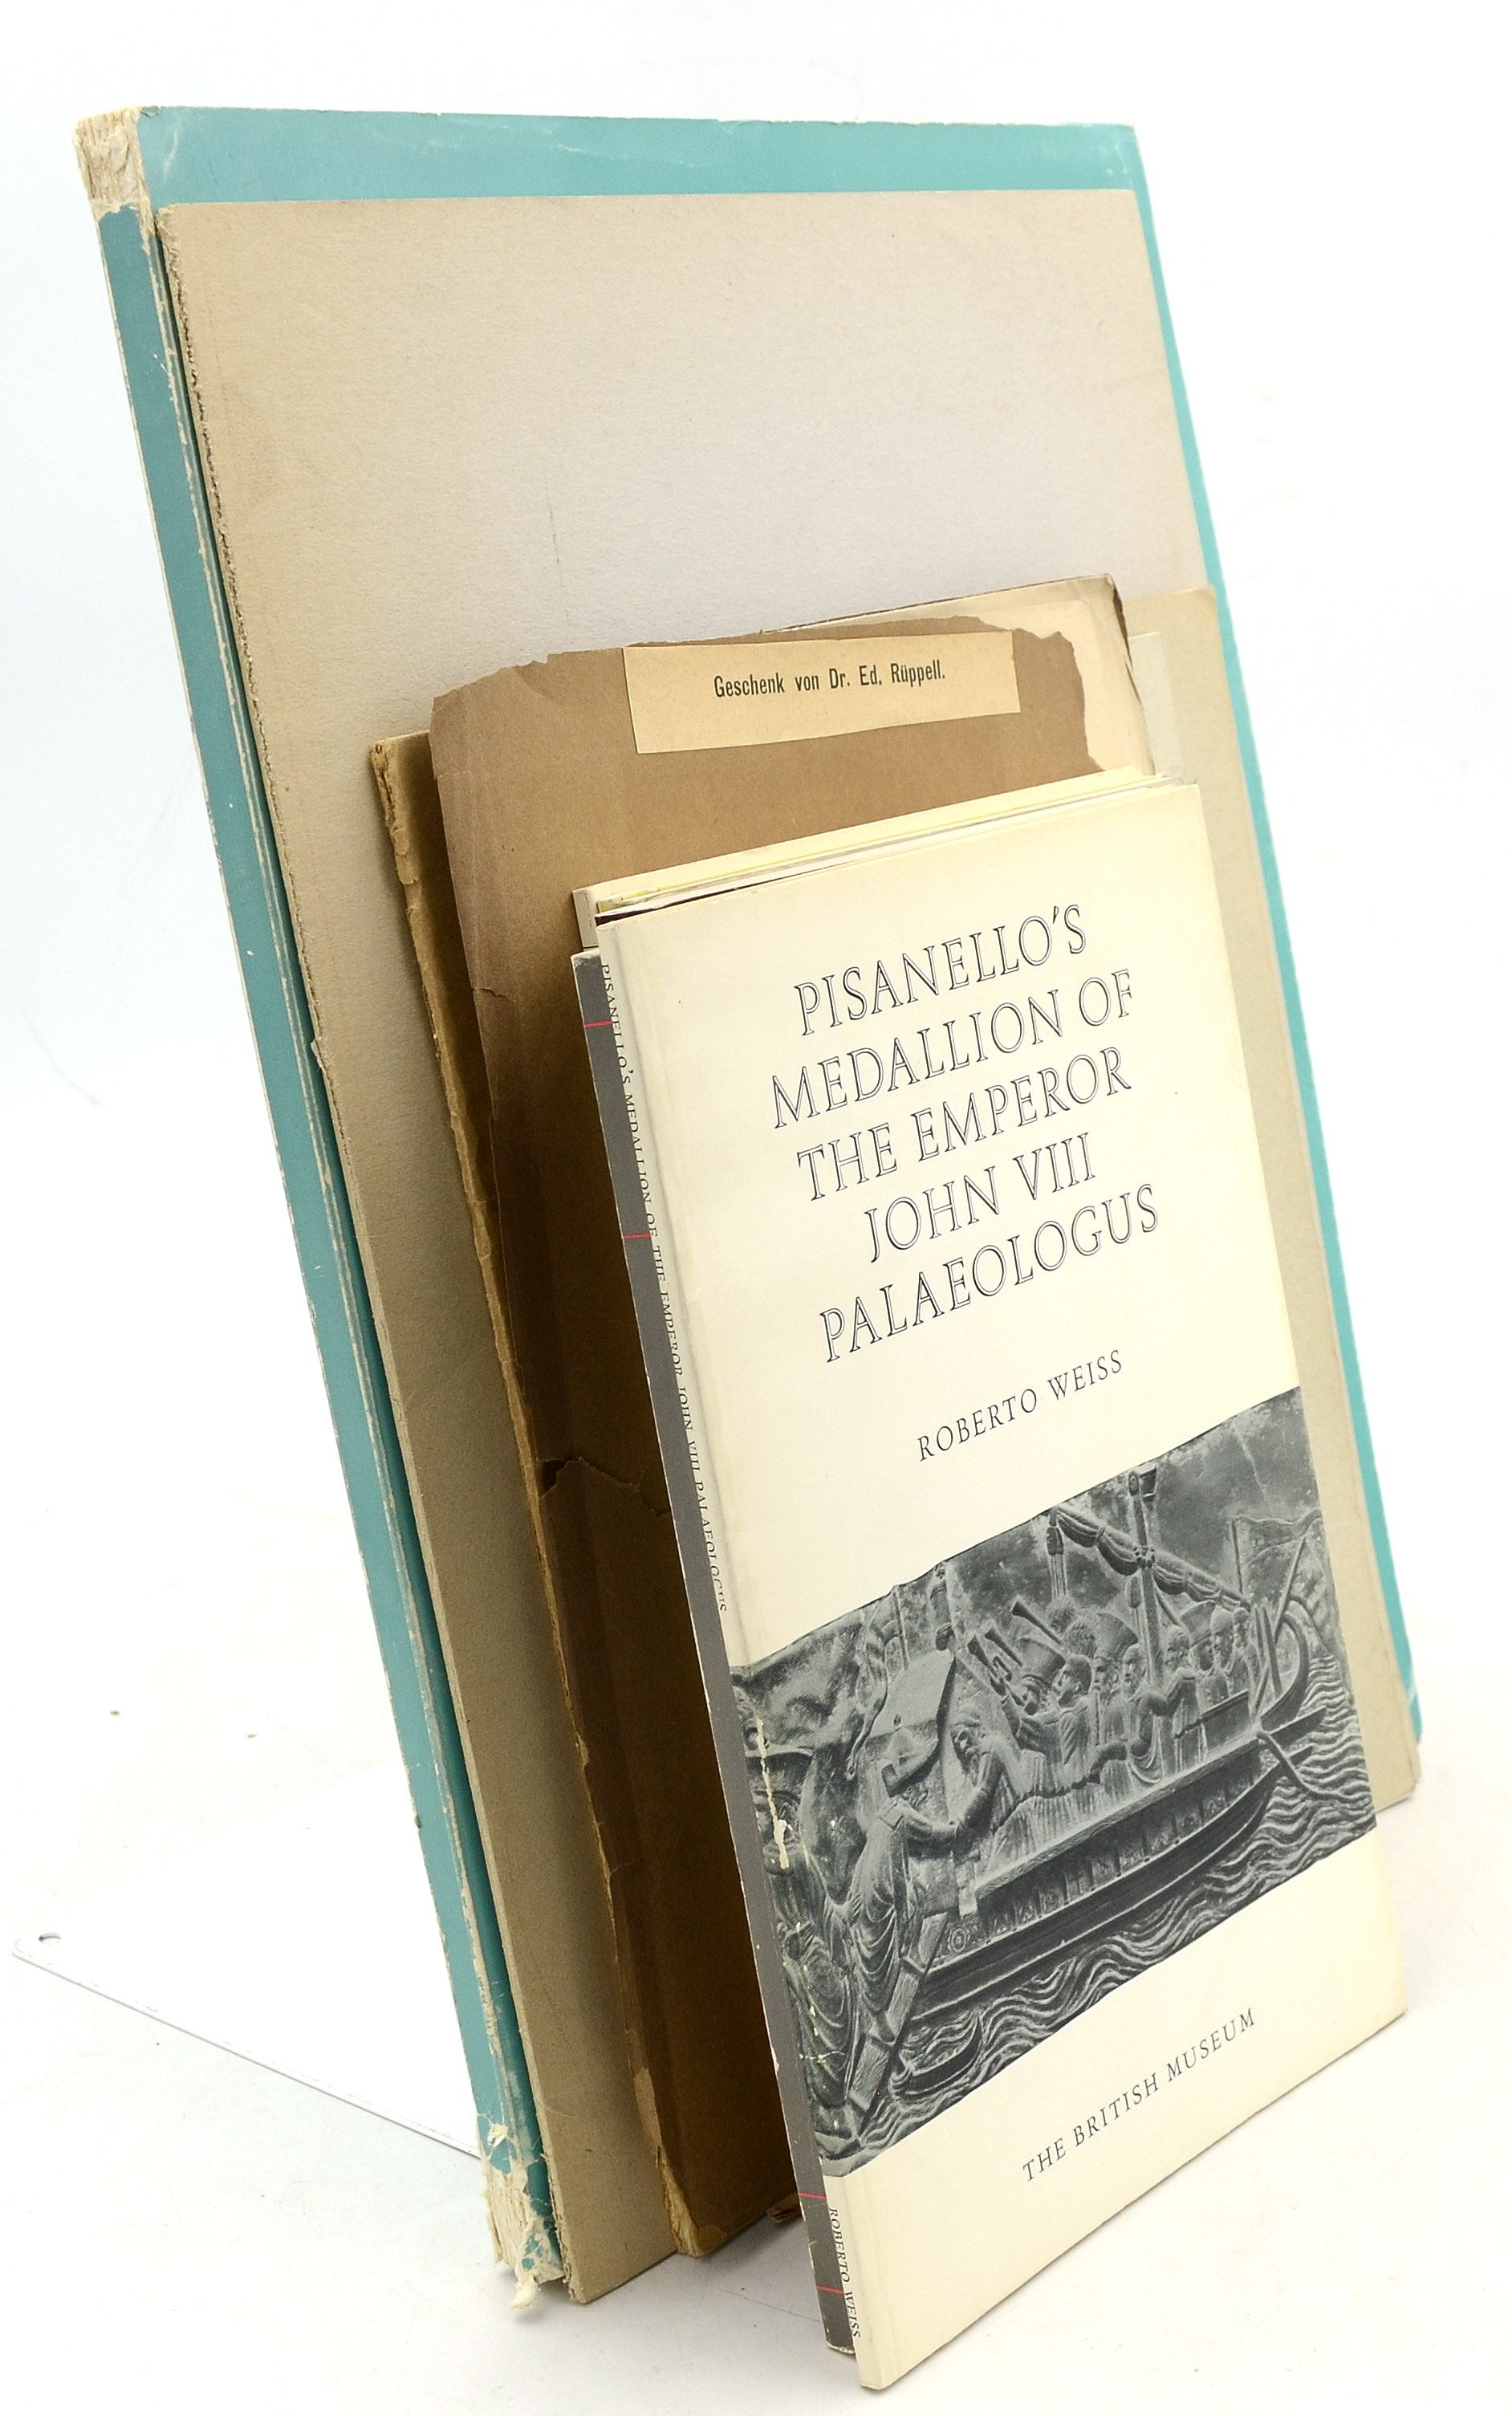 Geschenk von Dr. Ed. Rüppell.
PISANELLO'S
MEDALLION OF
THE EMPEROR
JOHN VIII
PALAEOLOGUS
ROBERTO WEISS
THE BRITISH MUSEUM
PISANELLO'S MEDALLION OF THE EMPEROR JOHN VIII PALAEOLOGUS
ROBERTO WEISS